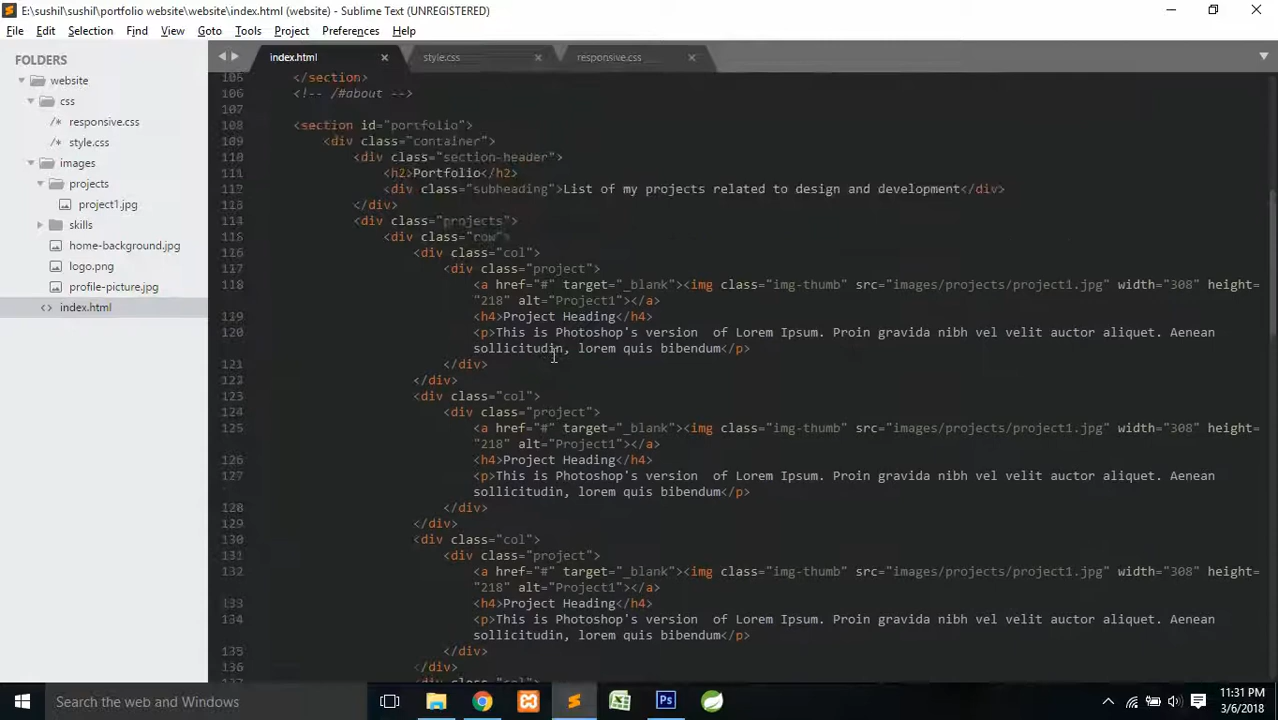 E:\sushil\sushil\portfolio website\website\index.html (website) - Sublime Text (UNREGISTERED)
File Edit Selection Find View Goto Tools Project Preferences Help
FOLDERS
website
css
responsive.css
style.css
images
projects
project1.jpg
skills
home-background.jpg
logo.png
profile-picture.jpg
index.html
index.html style.css responsive.css
105 </section>
106 <!-- /#about -->
107
108 <section id="portfolio">
109 <div class="container">
110 <div class="section-header">
111 <h2>Portfolio</h2>
112 <div class="subheading">List of my projects related to design and development</div>
113 </div>
114 <div class="projects">
115 <div class="row">
116 <div class="col">
117 <div class="project">
118 <a href="#" target="_blank"><img class="img-thumb" src="images/projects/project1.jpg" width="308" height=
"218" alt="Project1"></a>
119 <h4>Project Heading</h4>
120 <p>This is Photoshop's version  of Lorem Ipsum. Proin gravida nibh vel velit auctor aliquet. Aenean
sollicitudin, lorem quis bibendum</p>
121 </div>
122 </div>
123 <div class="col">
124 <div class="project">
125 <a href="#" target="_blank"><img class="img-thumb" src="images/projects/project1.jpg" width="308" height=
"218" alt="Project1"></a>
126 <h4>Project Heading</h4>
127 <p>This is Photoshop's version  of Lorem Ipsum. Proin gravida nibh vel velit auctor aliquet. Aenean
sollicitudin, lorem quis bibendum</p>
128 </div>
129 </div>
130 <div class="col">
131 <div class="project">
132 <a href="#" target="_blank"><img class="img-thumb" src="images/projects/project1.jpg" width="308" height=
"218" alt="Project1"></a>
133 <h4>Project Heading</h4>
134 <p>This is Photoshop's version  of Lorem Ipsum. Proin gravida nibh vel velit auctor aliquet. Aenean
sollicitudin, lorem quis bibendum</p>
135 </div>
136 </div>
Search the web and Windows
Ps
11:31 PM
3/6/2018